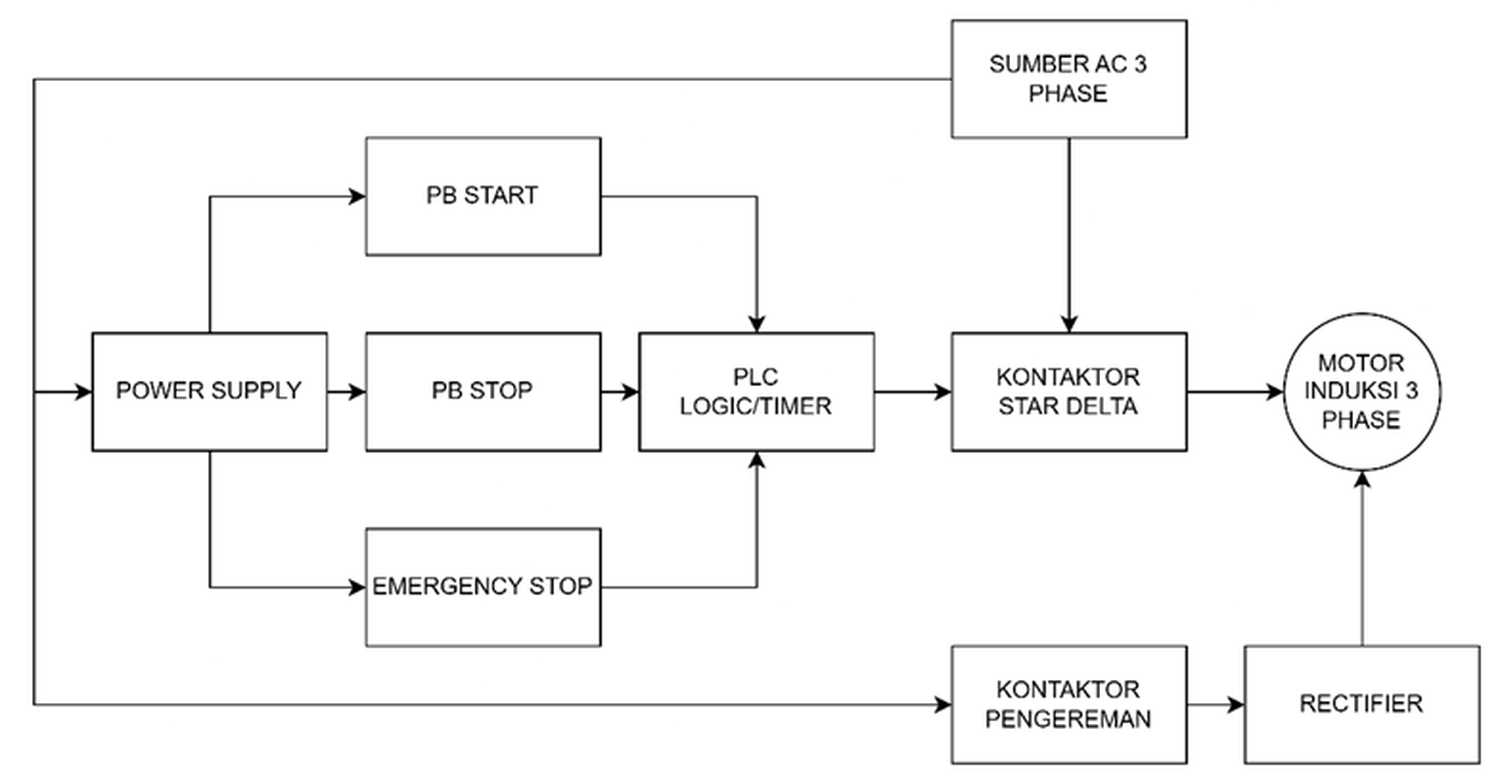 SUMBER AC 3
PHASE
PB START
POWER SUPPLY
PB STOP
PLC
LOGIC/TIMER
KONTAKTOR
STAR DELTA
MOTOR
INDUKSI 3
PHASE
EMERGENCY STOP
KONTAKTOR
PENGEREMAN
RECTIFIER